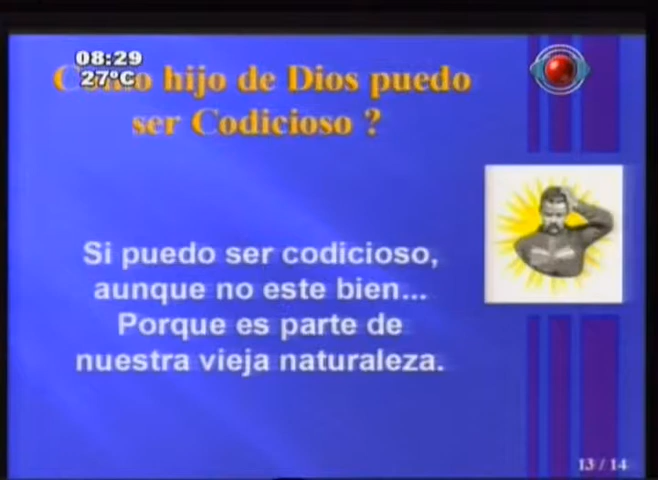 08:29
27°C
hijo de Dios puedo
ser Codicioso ?
Si puedo ser codicioso,
aunque no este bien...
Porque es parte de
nuestra vieja naturaleza.
13 / 14